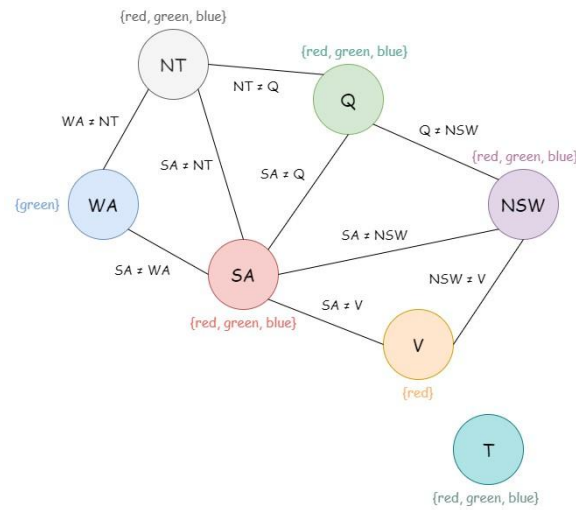 {red, green, blue}
NT
{red, green, blue}
NT ≠ Q
Q
WA ≠ NT
Q ≠ NSW
SA ≠ NT
SA ≠ Q
{red, green, blue}
{green}
WA
NSW
SA ≠ NSW
SA ≠ WA
SA
NSW ≠ V
SA ≠ V
{red, green, blue}
V
{red}
T
{red, green, blue}